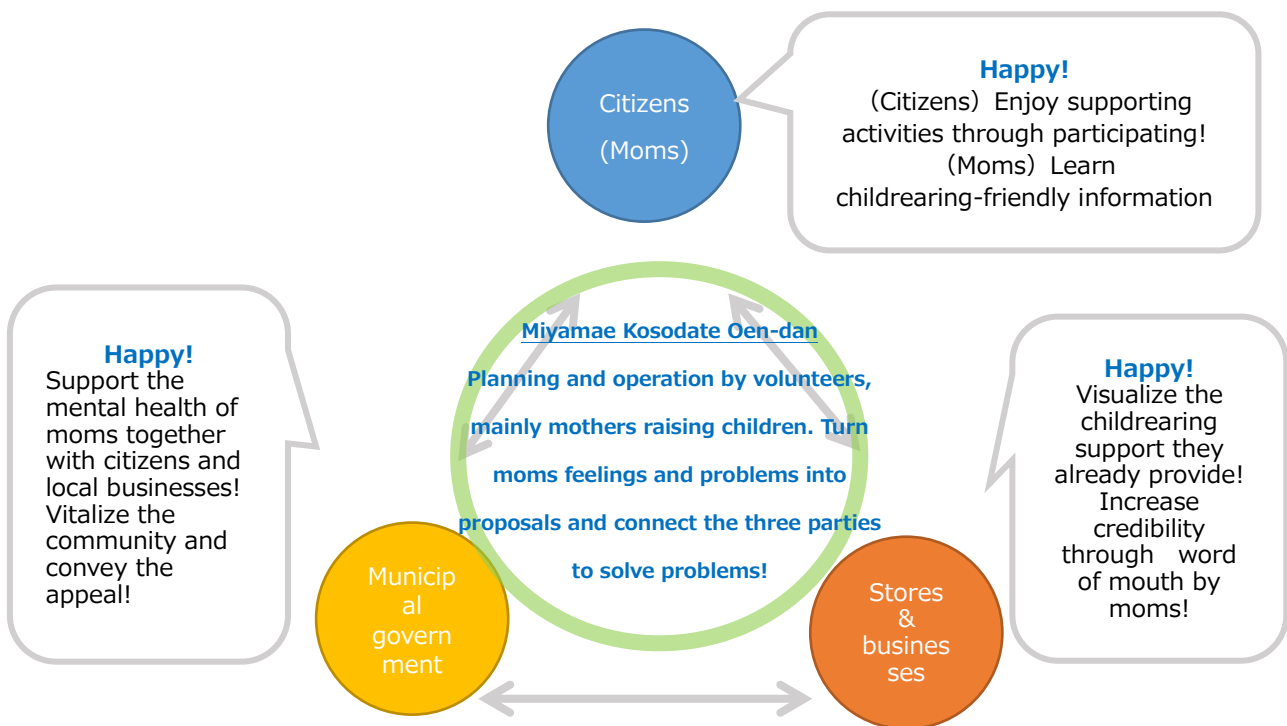 Citizens
(Moms)
Happy!
（Citizens）Enjoy supporting
activities through participating!
（Moms）Learn
childrearing-friendly information
Happy!
Support the
mental health of
moms together
with citizens and
local businesses!
Vitalize the
community and
convey the
appeal!
Miyamae Kosodate Oen-dan
Planning and operation by volunteers,
mainly mothers raising children. Turn
moms feelings and problems into
proposals and connect the three parties
to solve problems!
Happy!
Visualize the
childrearing
support they
already provide!
Increase
credibility
through　word
of mouth by
moms!
Municip
al
govern
ment
Stores
&
busines
ses